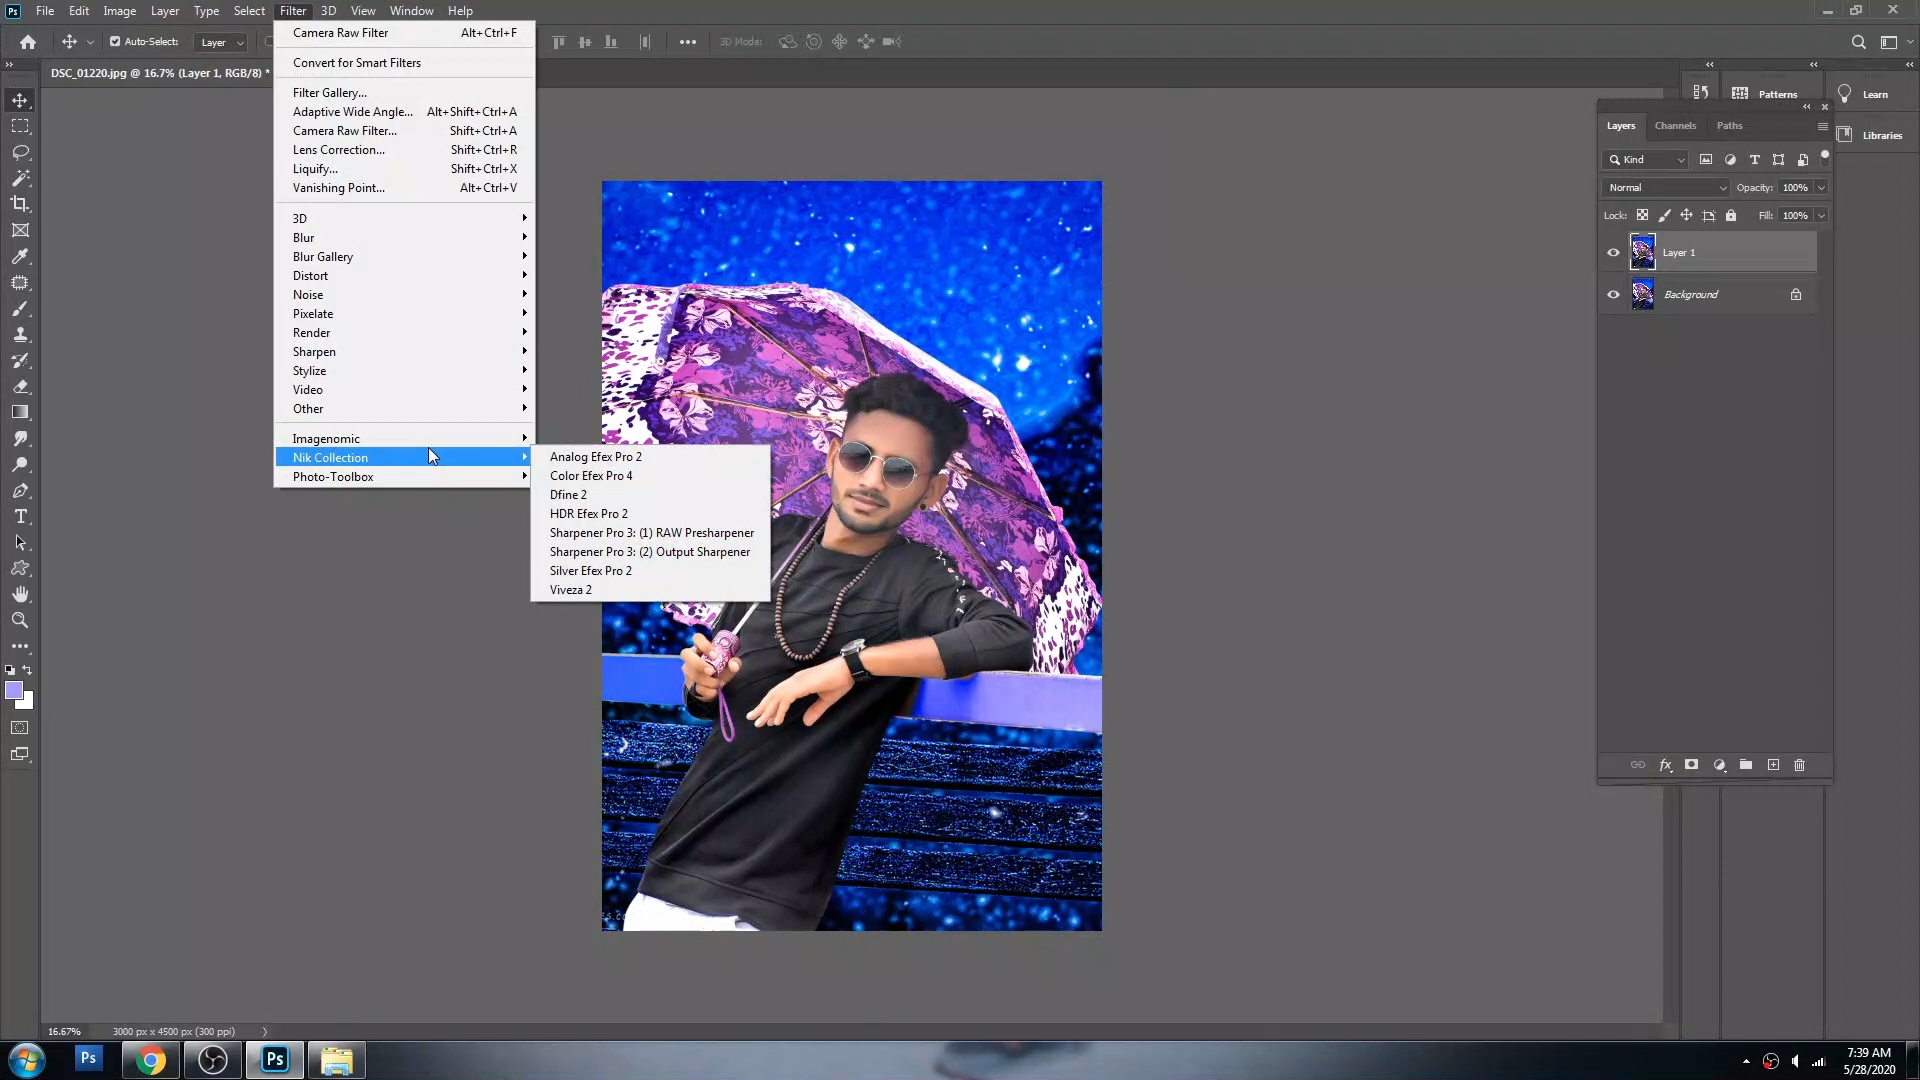 Ps File Edit Image Layer Type Select Filter 3D View Window Help
Auto-Select: Layer 3D Mode:
DSC_01220.jpg @ 16.7% (Layer 1, RGB/8) *
Camera Raw Filter Alt+Ctrl+F
Convert for Smart Filters
Filter Gallery...
Adaptive Wide Angle... Alt+Shift+Ctrl+A
Camera Raw Filter... Shift+Ctrl+A
Lens Correction... Shift+Ctrl+R
Liquify... Shift+Ctrl+X
Vanishing Point... Alt+Ctrl+V
3D
Blur
Blur Gallery
Distort
Noise
Pixelate
Render
Sharpen
Stylize
Video
Other
Imagenomic
Nik Collection
Photo-Toolbox
Analog Efex Pro 2
Color Efex Pro 4
Dfine 2
HDR Efex Pro 2
Sharpener Pro 3: (1) RAW Presharpener
Sharpener Pro 3: (2) Output Sharpener
Silver Efex Pro 2
Viveza 2
Patterns
Learn
Libraries
Layers Channels Paths
Kind
Normal Opacity: 100%
Lock: Fill: 100%
Layer 1
Background
fx
16.67% 3000 px x 4500 px (300 ppi)
Ps Ps
7:39 AM
5/28/2020